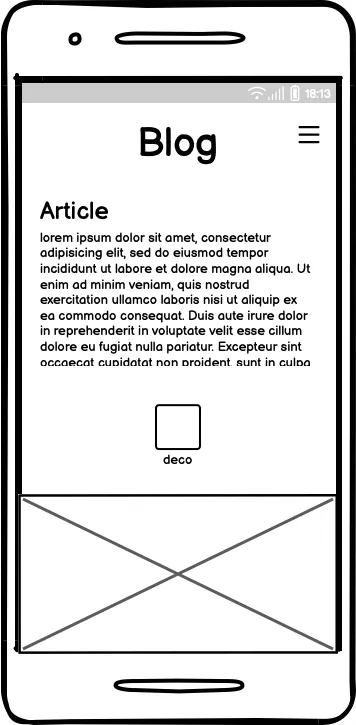 18:13
Blog
Article
lorem ipsum dolor sit amet, consectetur
adipisicing elit, sed do eiusmod tempor
incididunt ut labore et dolore magna aliqua. Ut
enim ad minim veniam, quis nostrud
exercitation ullamco laboris nisi ut aliquip ex
ea commodo consequat. Duis aute irure dolor
in reprehenderit in voluptate velit esse cillum
dolore eu fugiat nulla pariatur. Excepteur sint
occaecat cupidatat non proident, sunt in culpa
deco